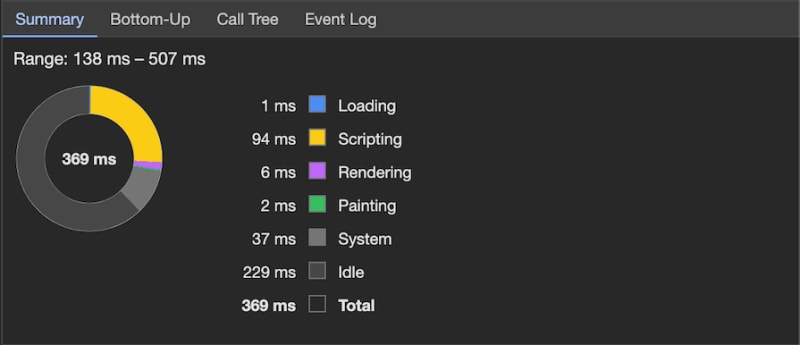 Summary Bottom-Up Call Tree Event Log
Range: 138 ms – 507 ms
369 ms
1 ms Loading
94 ms Scripting
6 ms Rendering
2 ms Painting
37 ms System
229 ms Idle
369 ms Total